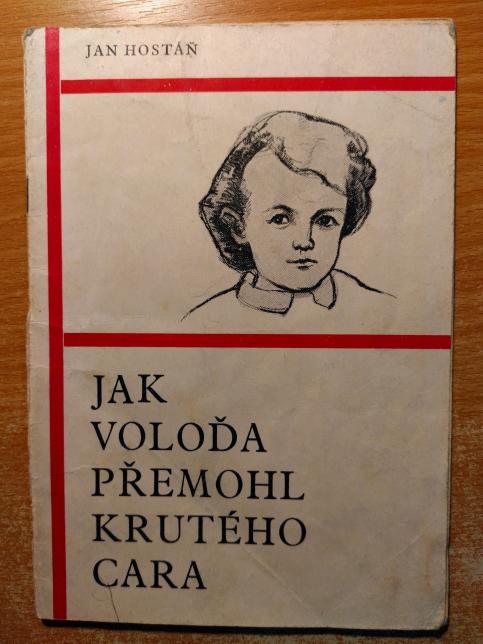 JAN HOSTÁŇ
JAK
VOLOĎA
PŘEMOHL
KRUTÉHO
CARA